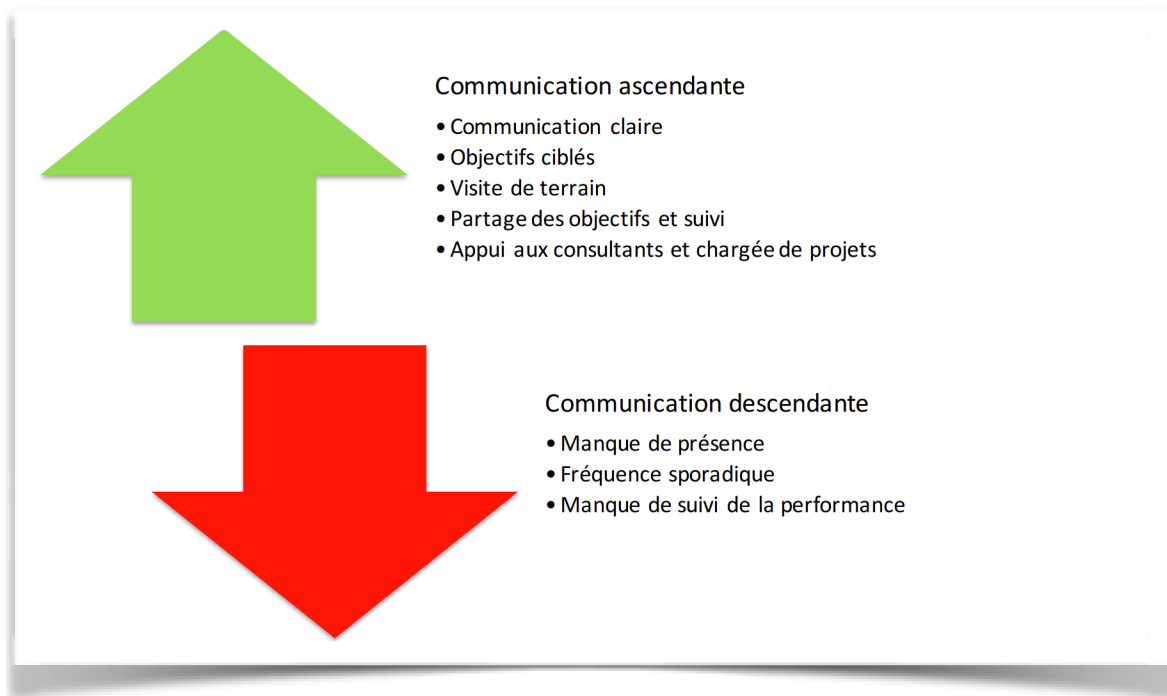 Communication ascendante
• Communication claire
• Objectifs ciblés
• Visite de terrain
• Partage des objectifs et suivi
• Appui aux consultants et chargée de projets
Communication descendante
• Manque de présence
• Fréquence sporadique
• Manque de suivi de la performance